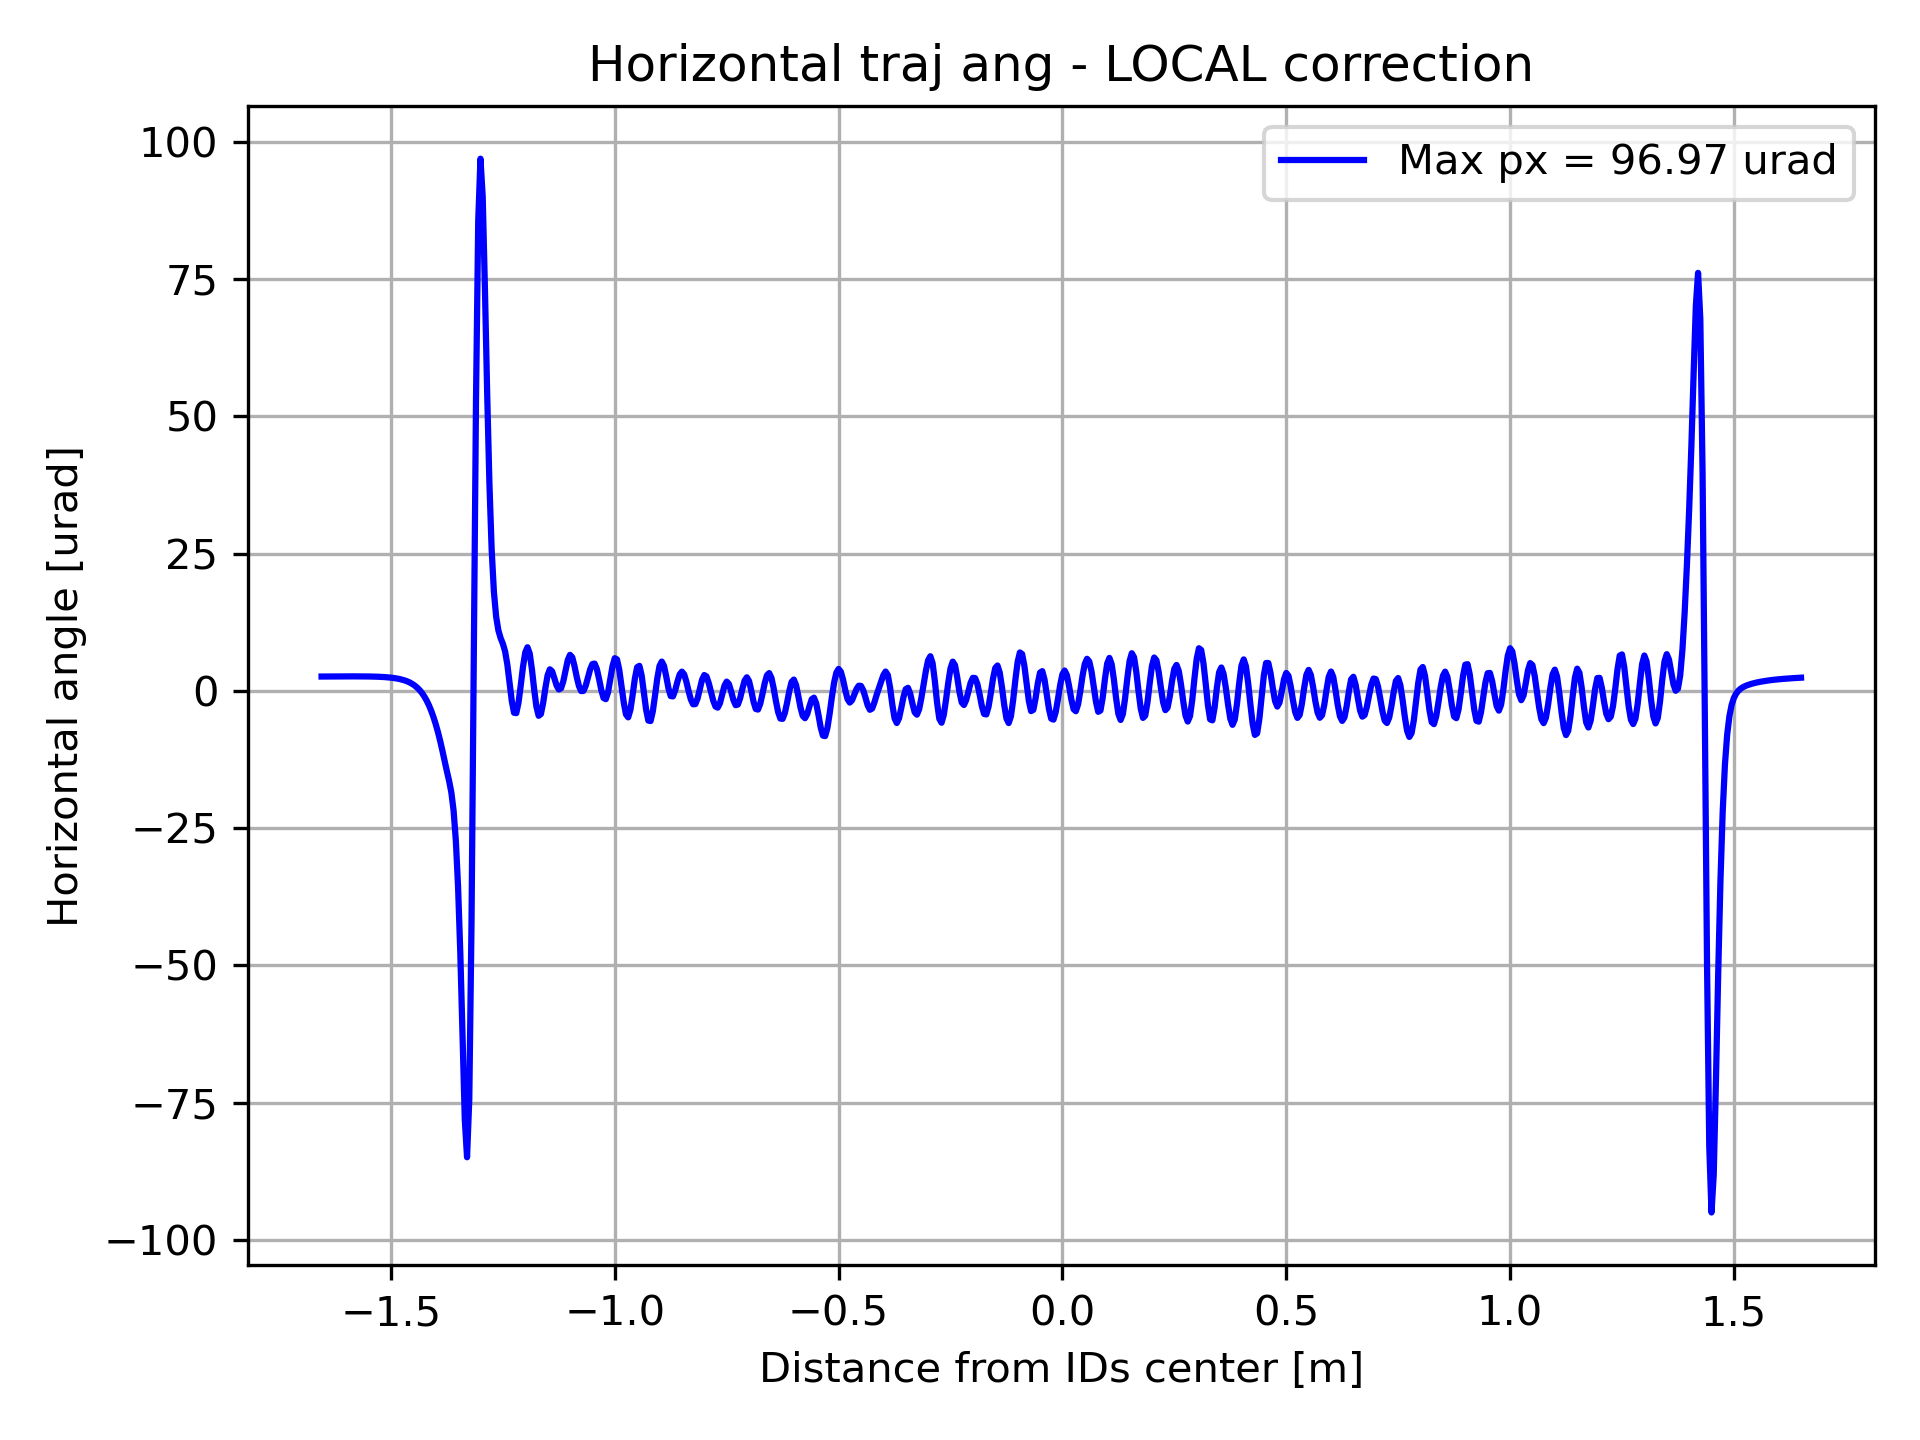 Horizontal traj ang - LOCAL correction
Max px = 96.97 urad
Horizontal angle [urad]
100
75
50
25
0
−25
−50
−75
−100
−1.5 −1.0 −0.5 0.0 0.5 1.0 1.5
Distance from IDs center [m]